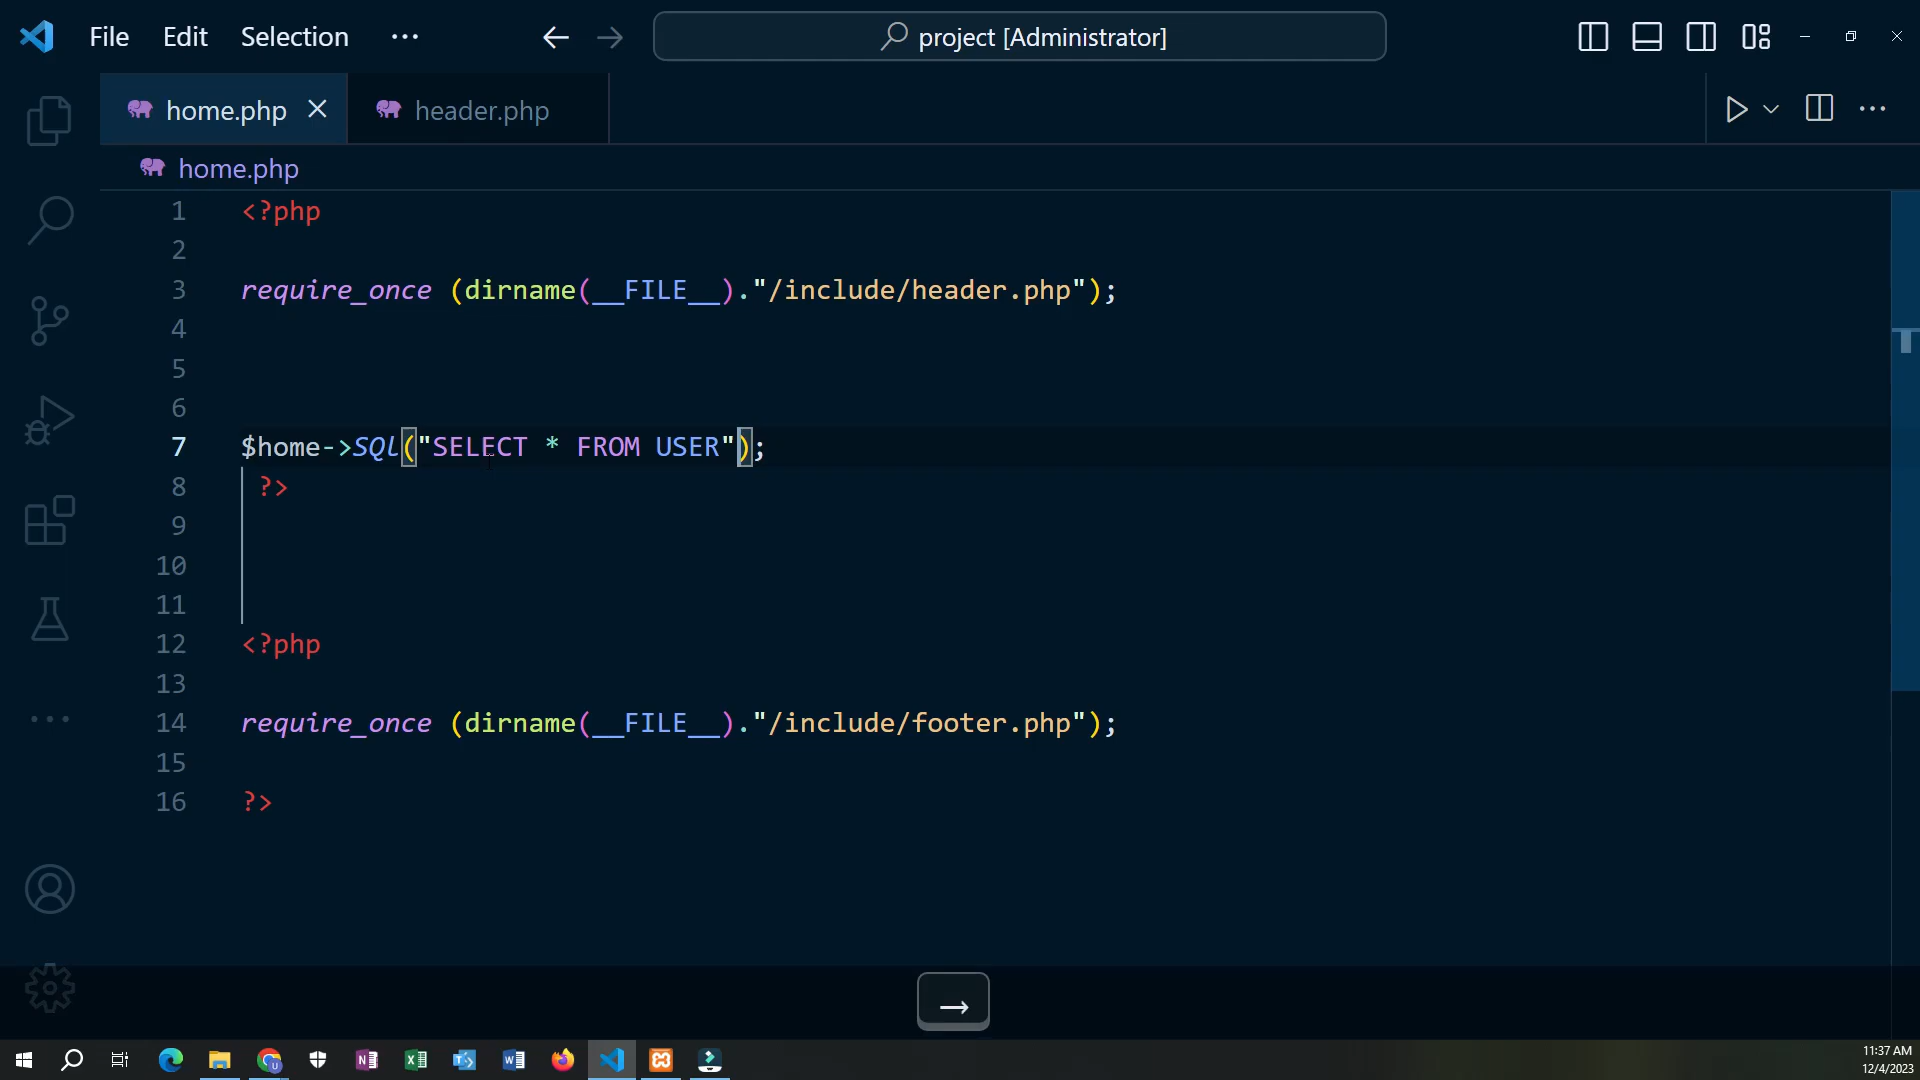 File Edit Selection ···
project [Administrator]
home.php
header.php
home.php
1 <?php
2
3 require_once (dirname(__FILE__)."/include/header.php");
4
5
6
7 $home->SQl("SELECT * FROM USER");
8 ?>
9
10
11
12 <?php
13
14 require_once (dirname(__FILE__)."/include/footer.php");
15
16 ?>
→
11:37 AM
12/4/2023